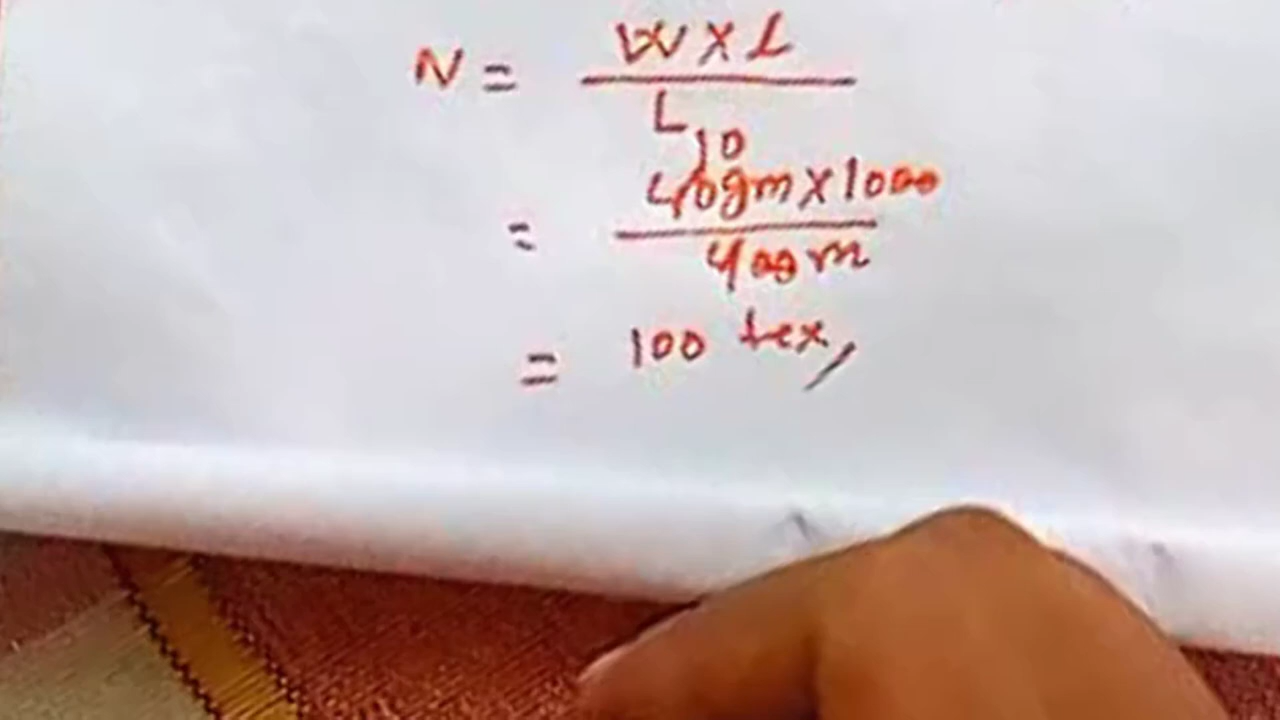 N = W X l
L
10
= 40gm X 1000
400m
= 100 tex,